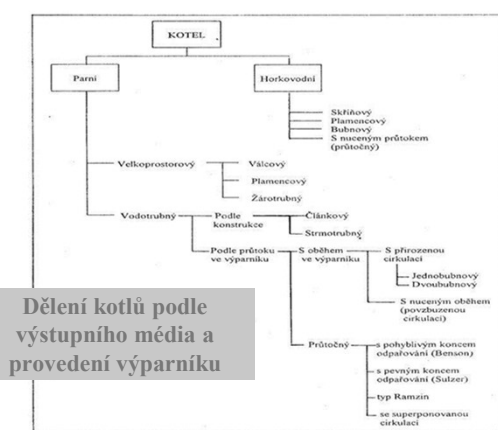 KOTEL
Parní
Horkovodní
Skříňový
Plamencový
Bubnový
S nuceným průtokem
(průtočný)
Velkoprostorový
Válcový
Plamencový
Žárotrubný
Vodotrubný
Podle
konstrukce
Článkový
Strmotrubný
Podle průtoku
ve výparníku
S oběhem
ve výparníku
S přirozenou
cirkulací
Jednobubnový
Dvoububnový
S nuceným oběhem
(povzbuzenou
cirkulací)
Průtočný
s pohyblivým koncem
odpařování (Benson)
s pevným koncem
odpařování (Sulzer)
typ Ramzin
se superponovanou
cirkulací
Dělení kotlů podle
výstupního média a
provedení výparníku